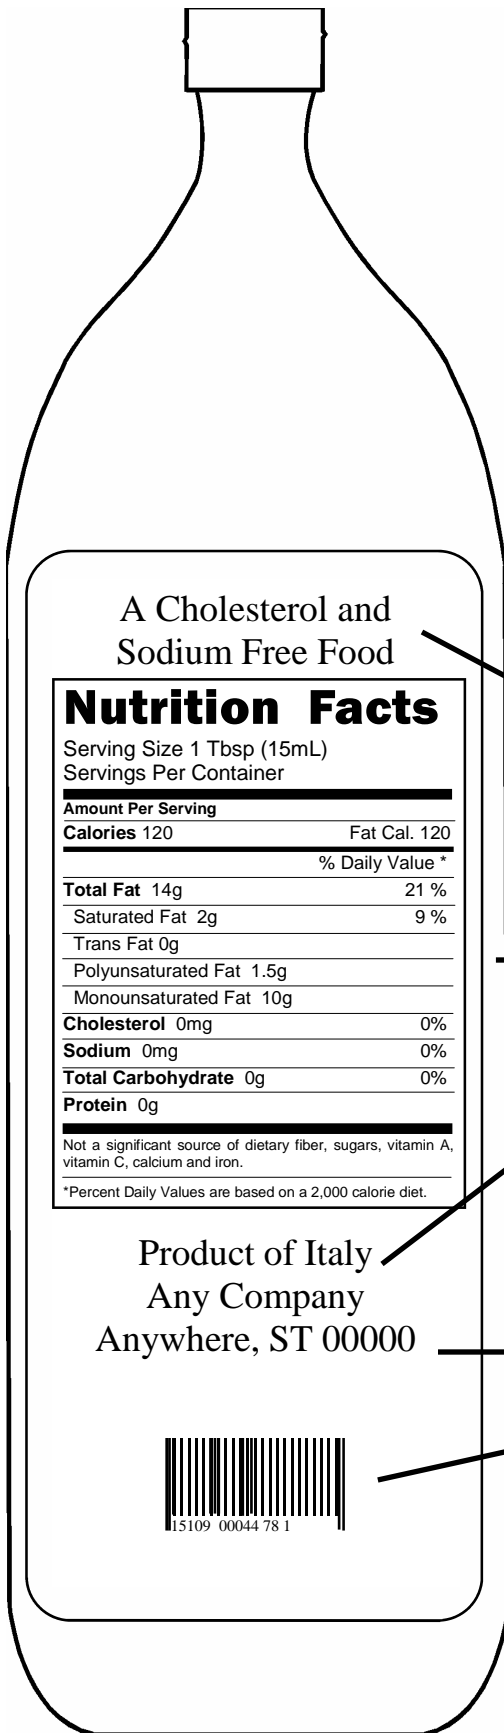 A Cholesterol and
Sodium Free Food
Nutrition Facts
Serving Size 1 Tbsp (15mL)
Servings Per Container
Amount Per Serving
Calories 120 Fat Cal. 120
% Daily Value *
Total Fat 14g 21 %
Saturated Fat 2g 9 %
Trans Fat 0g
Polyunsaturated Fat 1.5g
Monounsaturated Fat 10g
Cholesterol 0mg 0%
Sodium 0mg 0%
Total Carbohydrate 0g 0%
Protein 0g
Not a significant source of dietary fiber, sugars, vitamin A,
vitamin C, calcium and iron.
*Percent Daily Values are based on a 2,000 calorie diet.
Product of Italy
Any Company
Anywhere, ST 00000
15109 00044 78 1